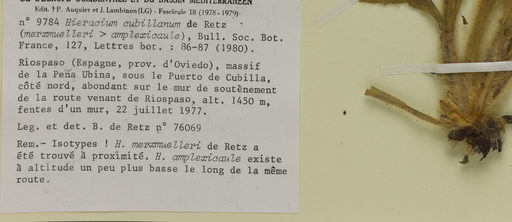 D'EUROPE OCCIDENTALE ET DU BASSIN MÉDITERRANÉEN
Edit. † P. Auquier et J. Lambinon (LG) - Fascicule 18 (1978-1979)
n° 9784 Hieracium cubillanum de Retz
(merxmuelleri > amplexicaule), Bull. Soc. Bot.
France, 127, Lettres bot. : 86-87 (1980).
Riospaso (Espagne, prov. d'Oviedo), massif
de la Peña Ubina, sous le Puerto de Cubilla,
côté nord, abondant sur le mur de soutènement
de la route venant de Riospaso, alt. 1450 m,
fentes d'un mur, 22 juillet 1977.
Leg. et det. B. de Retz n° 76069
Rem.- Isotypes ! H. merxmuelleri de Retz a
été trouvé à proximité. H. amplexicaule existe
à altitude un peu plus basse le long de la même
route.